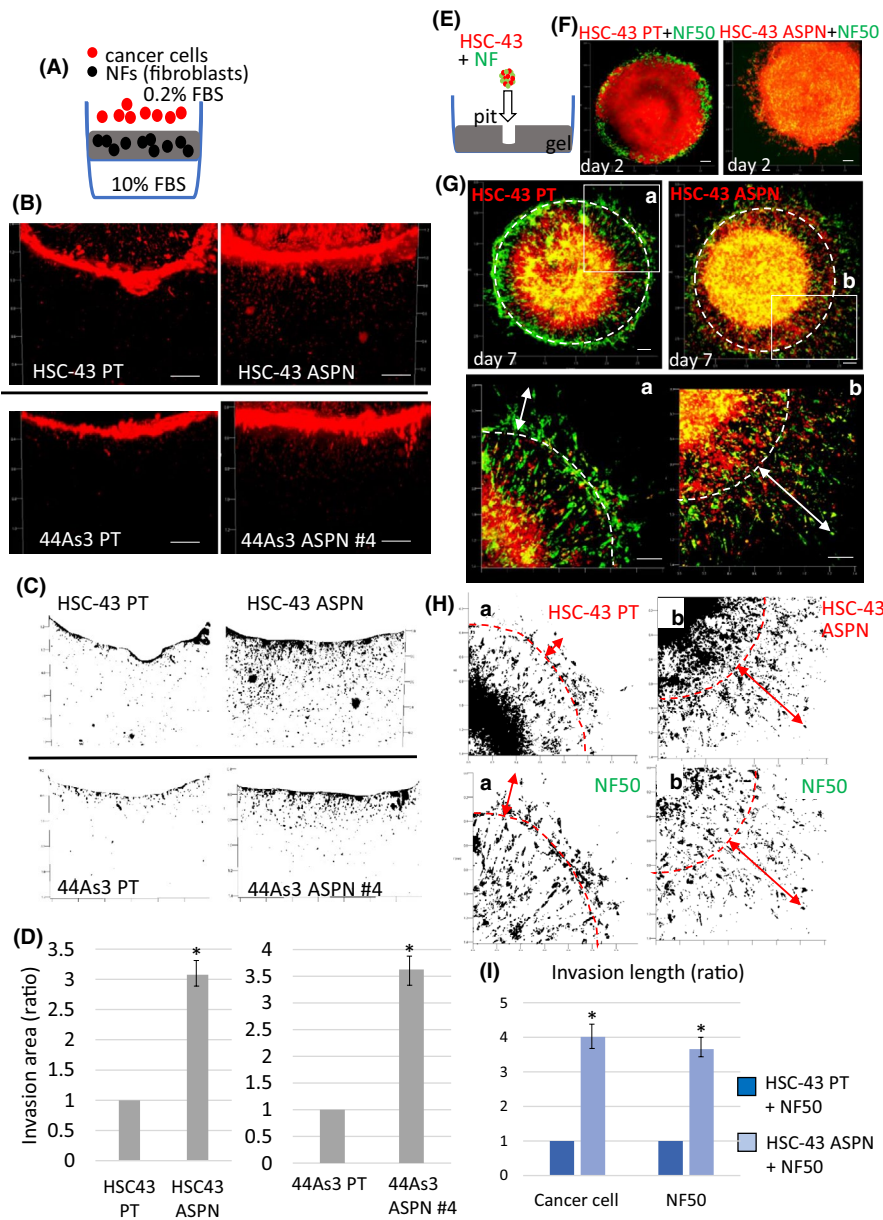 (A)
cancer cells
NFs (fibroblasts)
0.2% FBS
10% FBS
(B)
HSC-43 PT
HSC-43 ASPN
44As3 PT
44As3 ASPN #4
(C)
HSC-43 PT
HSC-43 ASPN
44As3 PT
44As3 ASPN #4
(D)
Invasion area (ratio)
3.5
3
2.5
2
1.5
1
0.5
0
*
HSC43
PT
HSC43
ASPN
4
3.5
3
2.5
2
1.5
1
0.5
0
*
44As3 PT
44As3
ASPN #4
(E)
HSC-43
+ NF
pit
gel
(F)
HSC-43 PT+NF50
day 2
HSC-43 ASPN+NF50
day 2
(G)
HSC-43 PT
a
day 7
HSC-43 ASPN
b
day 7
a
b
(H)
a
HSC-43 PT
b
HSC-43
ASPN
a
NF50
b
NF50
(I)
Invasion length (ratio)
5
4
3
2
1
0
*
*
Cancer cell
NF50
HSC-43 PT
+ NF50
HSC-43 ASPN
+ NF50